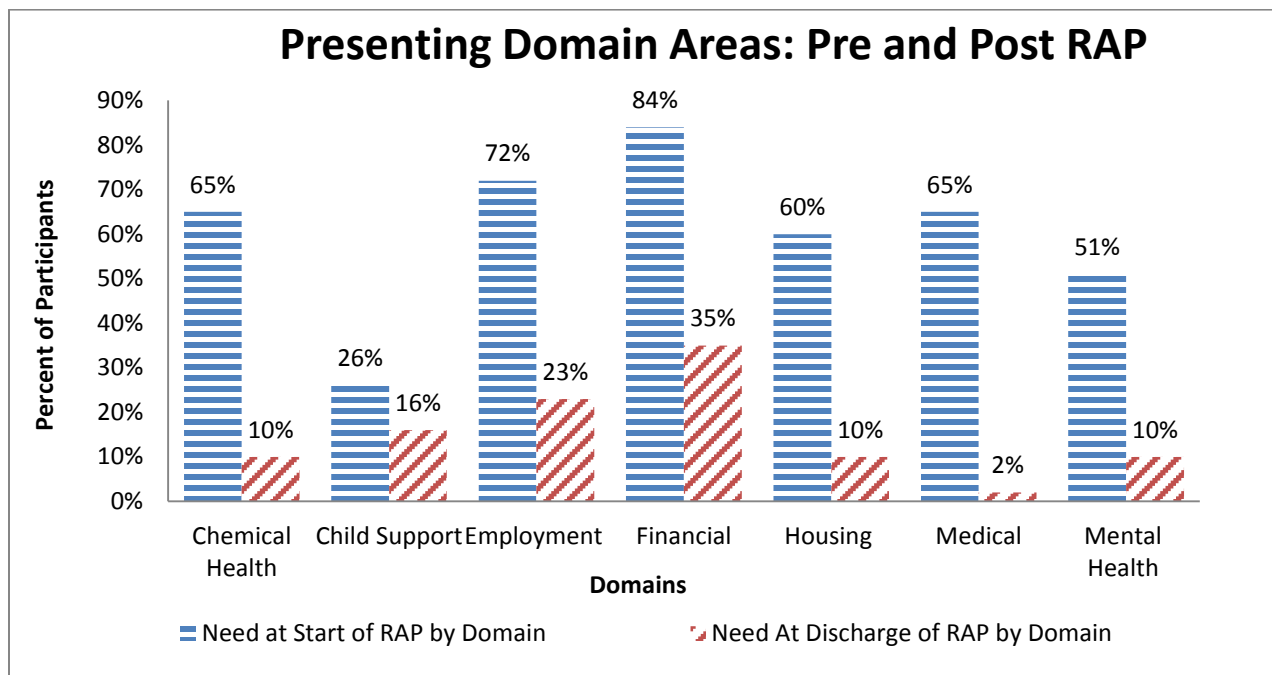 Presenting Domain Areas: Pre and Post RAP
Percent of Participants
90%
80%
70%
60%
50%
40%
30%
20%
10%
0%
65%
10%
26%
16%
72%
23%
84%
35%
60%
10%
65%
2%
51%
10%
Chemical
Health
Child Support
Employment
Financial
Housing
Medical
Mental
Health
Domains
Need at Start of RAP by Domain
Need At Discharge of RAP by Domain